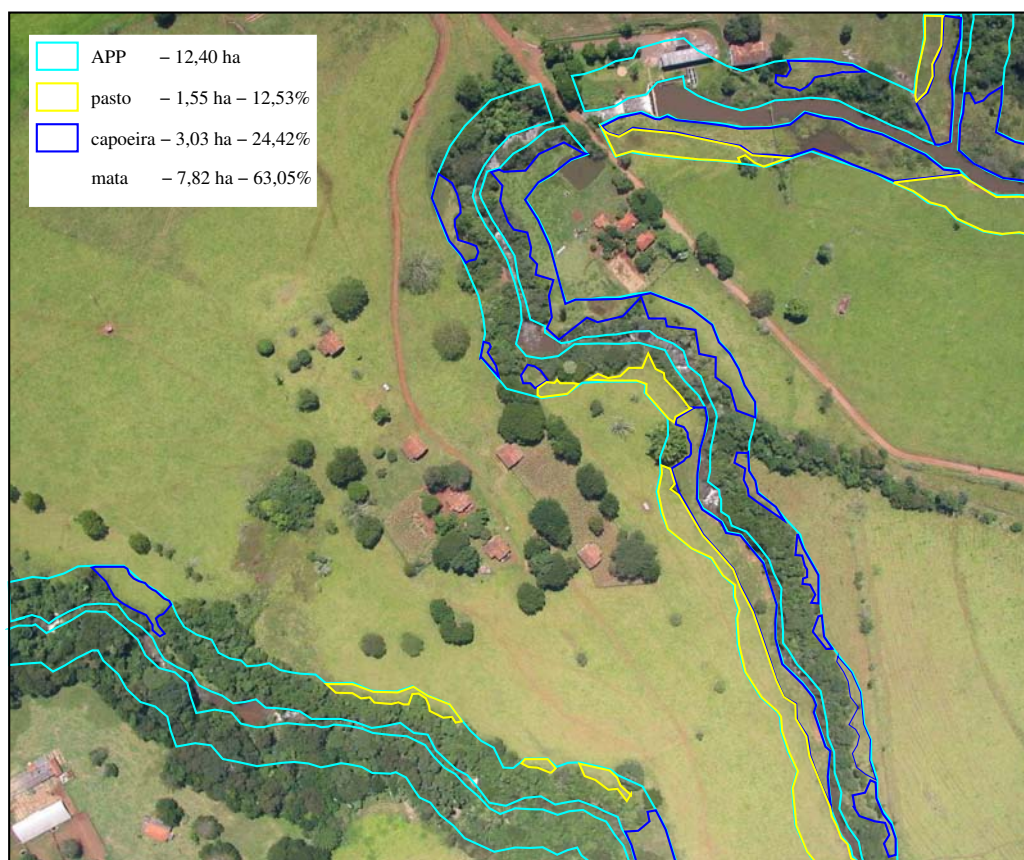 APP – 12,40 ha
pasto – 1,55 ha – 12,53%
capoeira – 3,03 ha – 24,42%
mata – 7,82 ha – 63,05%